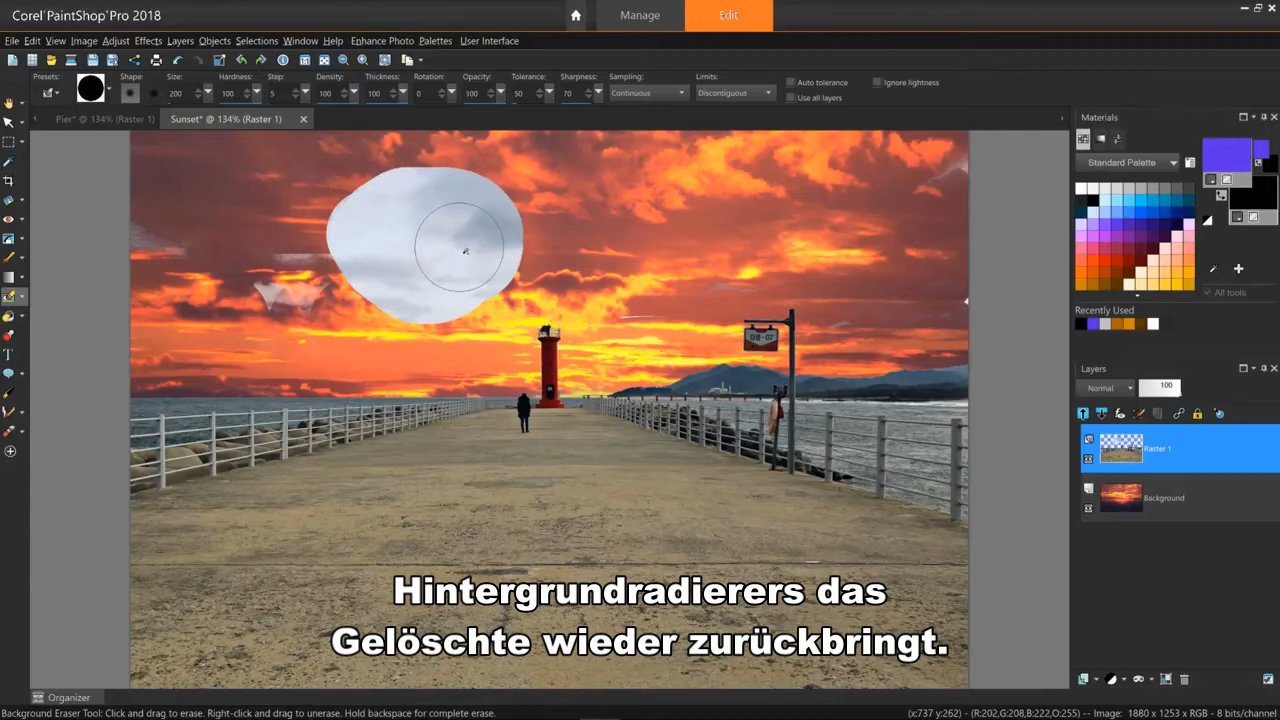 Corel PaintShop Pro 2018
Manage
Edit
File Edit View Image Adjust Effects Layers Objects Selections Window Help Enhance Photo Palettes User Interface
Presets: Shape: Size: Hardness: Step: Density: Thickness: Rotation: Opacity: Tolerance: Sharpness: Sampling: Limits:
200 100 5 100 100 0 100 50 70 Continuous Discontiguous
Auto tolerance
Ignore lightness
Use all layers
Pier* @ 134% (Raster 1)
Sunset* @ 134% (Raster 1)
Materials
Standard Palette
All tools
Recently Used
Layers
Normal
100
Raster 1
Background
Hintergrundradierers das
Gelöschte wieder zurückbringt.
Organizer
Background Eraser Tool: Click and drag to erase. Right-click and drag to unerase. Hold backspace for complete erase.
(x:737 y:262) - (R:202,G:208,B:222,O:255) -- Image: 1880 x 1253 x RGB - 8 bits/channel